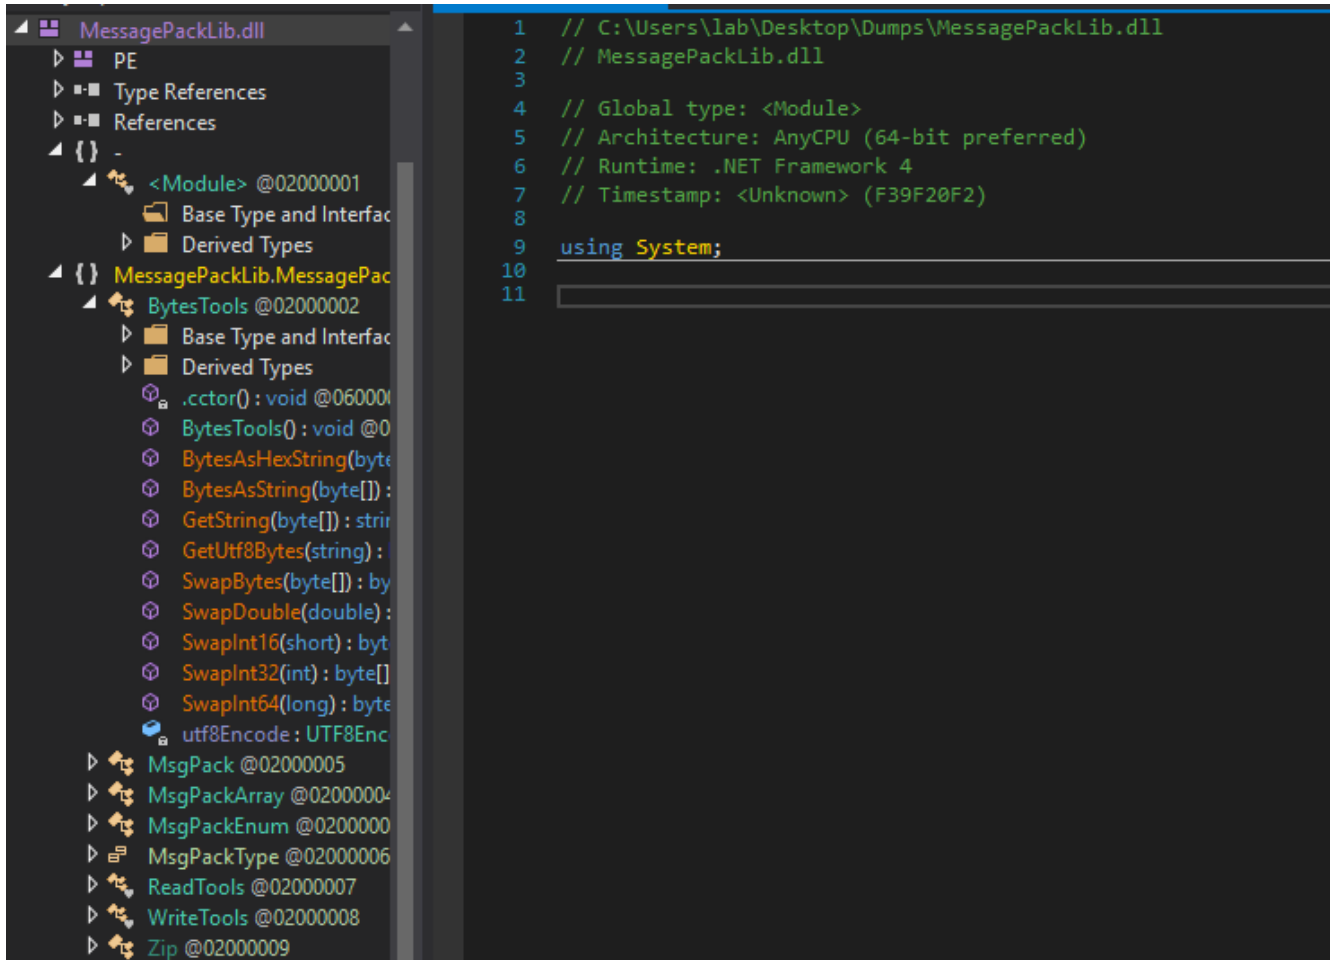 MessagePackLib.dll
PE
Type References
References
{ } -
<Module> @02000001
Base Type and Interfac
Derived Types
{ } MessagePackLib.MessagePac
BytesTools @02000002
Base Type and Interfac
Derived Types
.cctor() : void @06000
BytesTools() : void @0
BytesAsHexString(byte
BytesAsString(byte[]) :
GetString(byte[]) : strin
GetUtf8Bytes(string) :
SwapBytes(byte[]) : by
SwapDouble(double) :
SwapInt16(short) : byt
SwapInt32(int) : byte[]
SwapInt64(long) : byte
utf8Encode : UTF8Enc
MsgPack @02000005
MsgPackArray @02000004
MsgPackEnum @0200000
MsgPackType @02000006
ReadTools @02000007
WriteTools @02000008
Zip @02000009
1 // C:\Users\lab\Desktop\Dumps\MessagePackLib.dll
2 // MessagePackLib.dll
3
4 // Global type: <Module>
5 // Architecture: AnyCPU (64-bit preferred)
6 // Runtime: .NET Framework 4
7 // Timestamp: <Unknown> (F39F20F2)
8
9 using System;
10
11